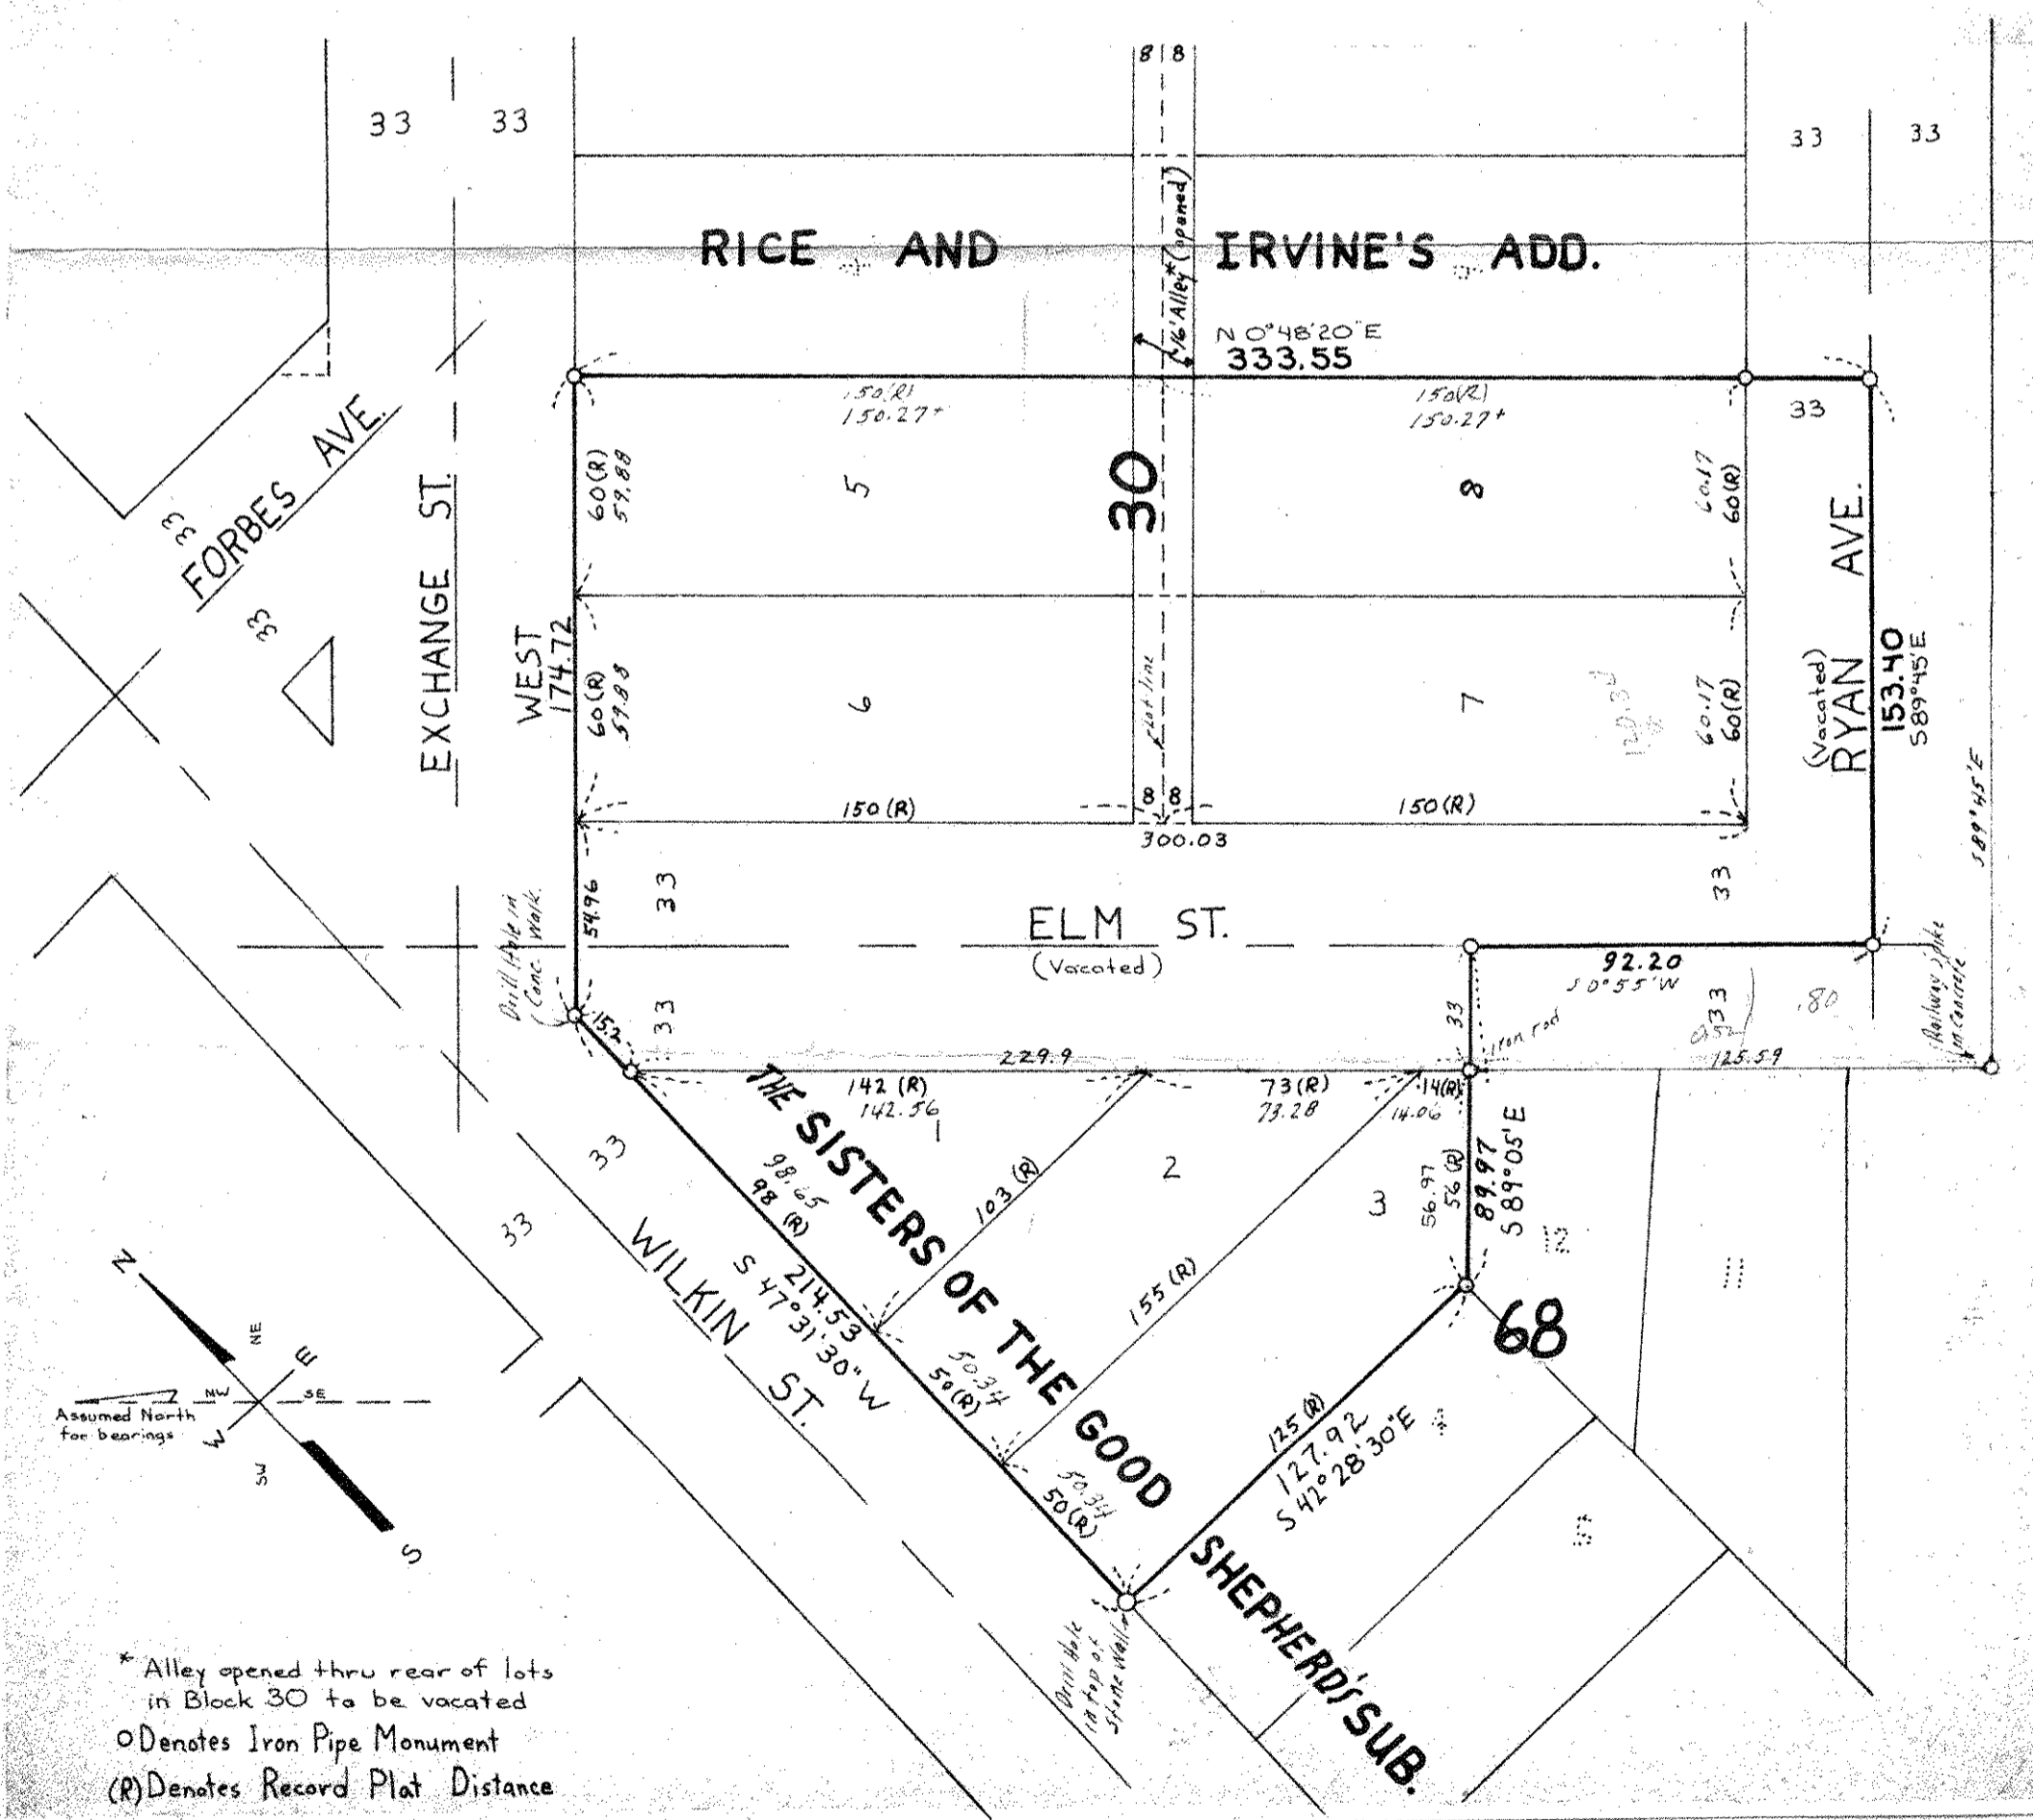 8 8
33 33
33 33
RICE AND IRVINE'S ADD.
16' Alley* (opened)
N 0°48'20"E
333.55
150(R)
150.27+
150(R)
150.27+
33
60(R)
59.88
5
30
8
60.17
60(R)
33
FORBES AVE.
33
EXCHANGE ST.
WEST
174.72
60(R)
59.88
6
Lot line
7
60.17
60(R)
(Vacated)
RYAN AVE.
153.40
S89°45'E
S89°45'E
150(R)
8 8
150(R)
300.03
54.96
33
33
Drill Hole in
Conc. Walk.
ELM ST.
(Vacated)
92.20
S 0°55'W
33
.80
Railway spike
in Concrete
15.2
33
33
Iron rod
229.9
125.59
142 (R)
142.56
73(R)
73.28
14(R)
14.06
THE SISTERS OF THE GOOD SHEPHERD'S SUB.
1
2
3
98.65
98 (R)
103 (R)
56.97
56 (R)
89.97
S 89°05'E
33
33
WILKIN ST.
214.53
S 47°31'30"W
155 (R)
68
50.34
50(R)
50.34
50(R)
125 (R)
127.92
S 42°28'30"E
Drill Hole
in top of
Stone Wall
N
NE
E
NW
SE
Z
Assumed North
for bearings
W
SW
S
* Alley opened thru rear of lots
in Block 30 to be vacated
O Denotes Iron Pipe Monument
(R) Denotes Record Plat Distance